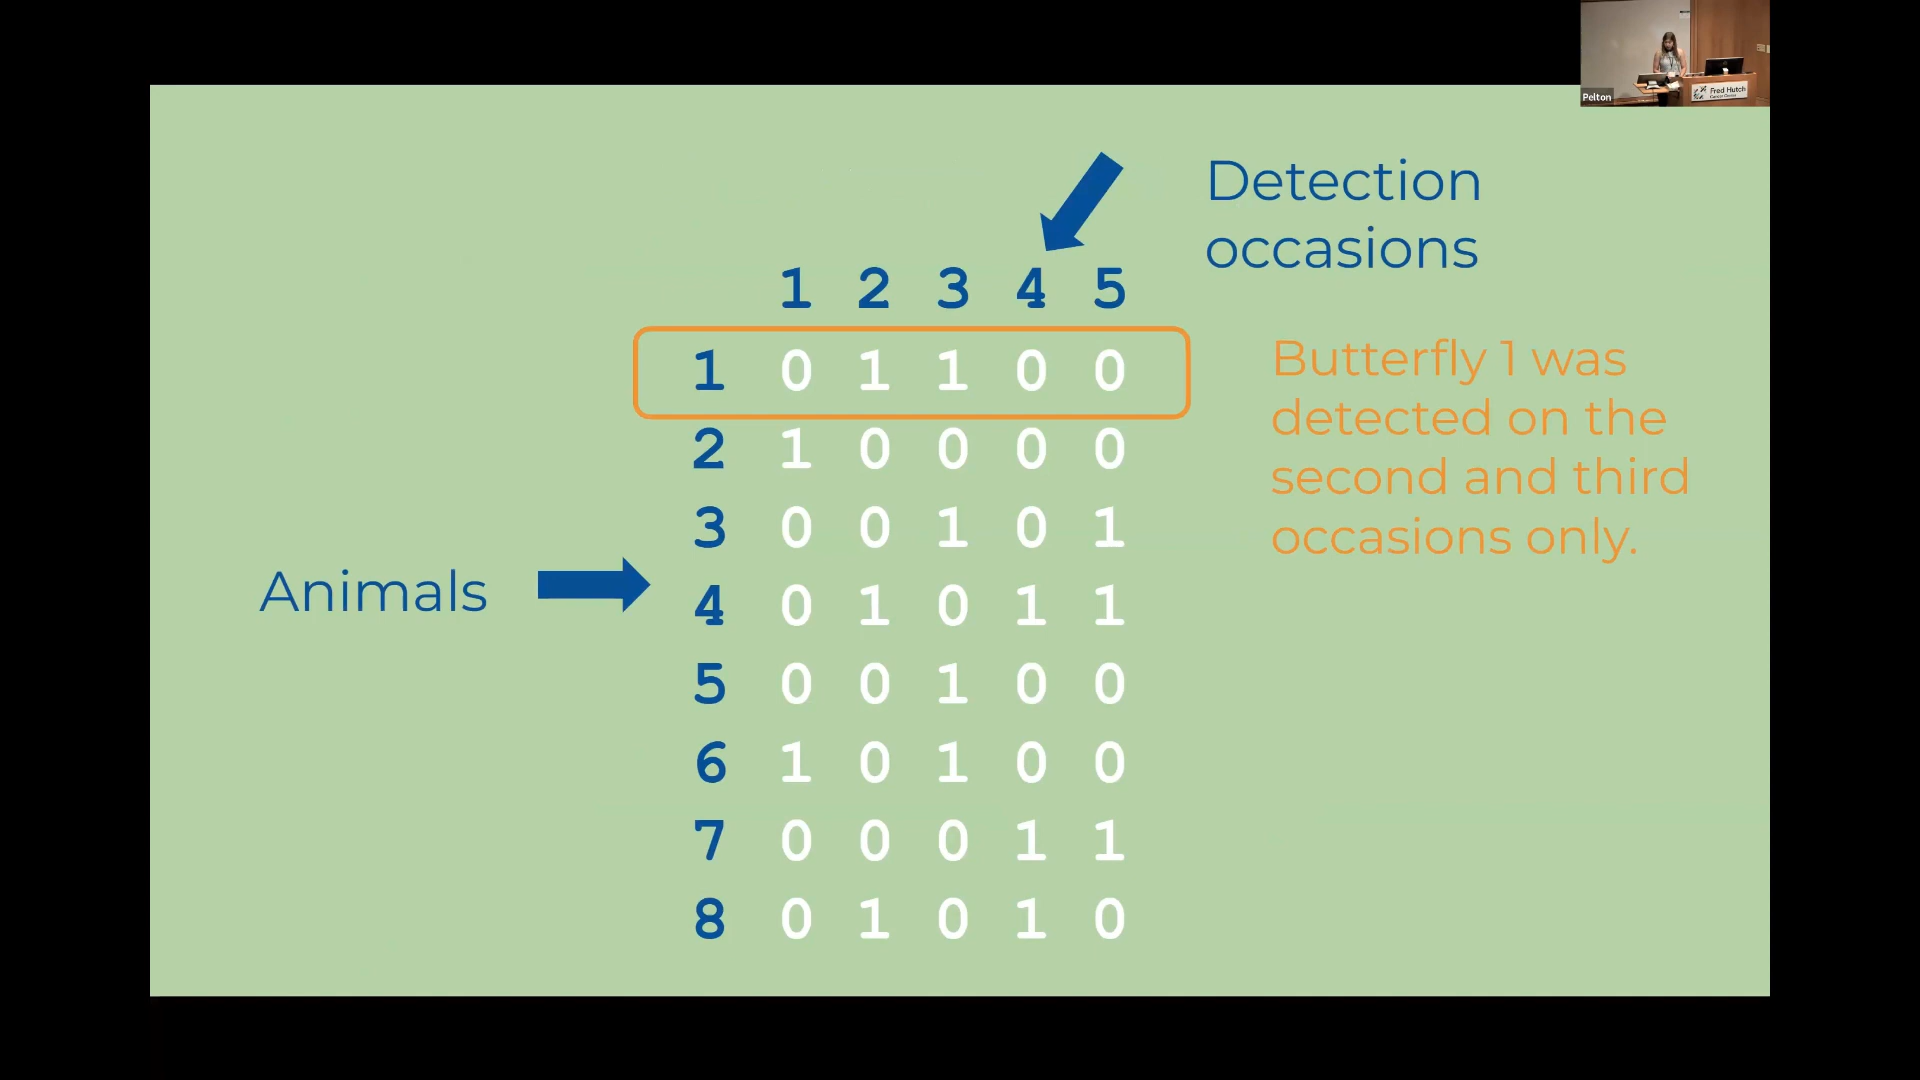 Pelton
Fred Hutch
Cancer Center
Detection
occasions
1 2 3 4 5
1 0 1 1 0 0
2 1 0 0 0 0
3 0 0 1 0 1
4 0 1 0 1 1
5 0 0 1 0 0
6 1 0 1 0 0
7 0 0 0 1 1
8 0 1 0 1 0
Butterfly 1 was
detected on the
second and third
occasions only.
Animals